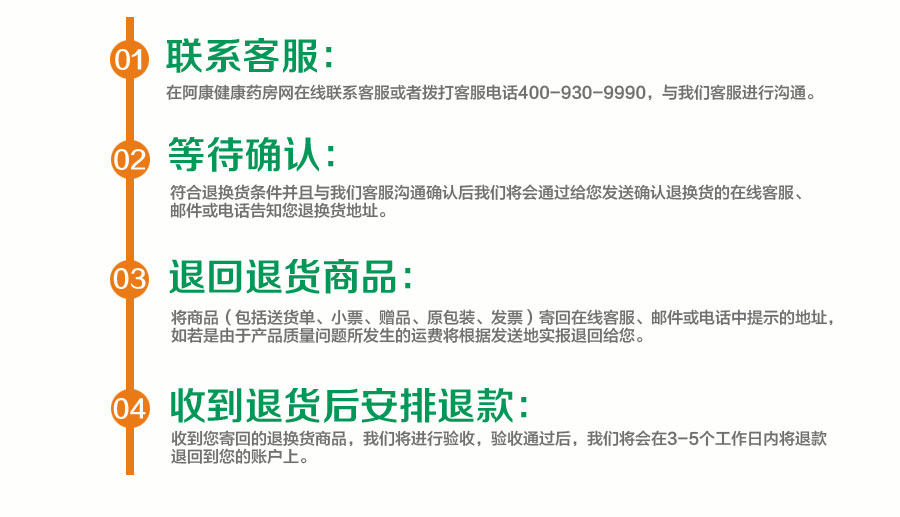 01
联系客服：
在阿康健康药房网在线联系客服或者拨打客服电话400-930-9990，与我们客服进行沟通。
02
等待确认：
符合退换货条件并且与我们客服沟通确认后我们将会通过给您发送确认退换货的在线客服、
邮件或电话告知您退换货地址。
03
退回退货商品：
将商品（包括送货单、小票、赠品、原包装、发票）寄回在线客服、邮件或电话中提示的地址，
如若是由于产品质量问题所发生的运费将根据发送地实报退回给您。
04
收到退货后安排退款：
收到您寄回的退换货商品，我们将进行验收，验收通过后，我们将会在3-5个工作日内将退款
退回到您的账户上。